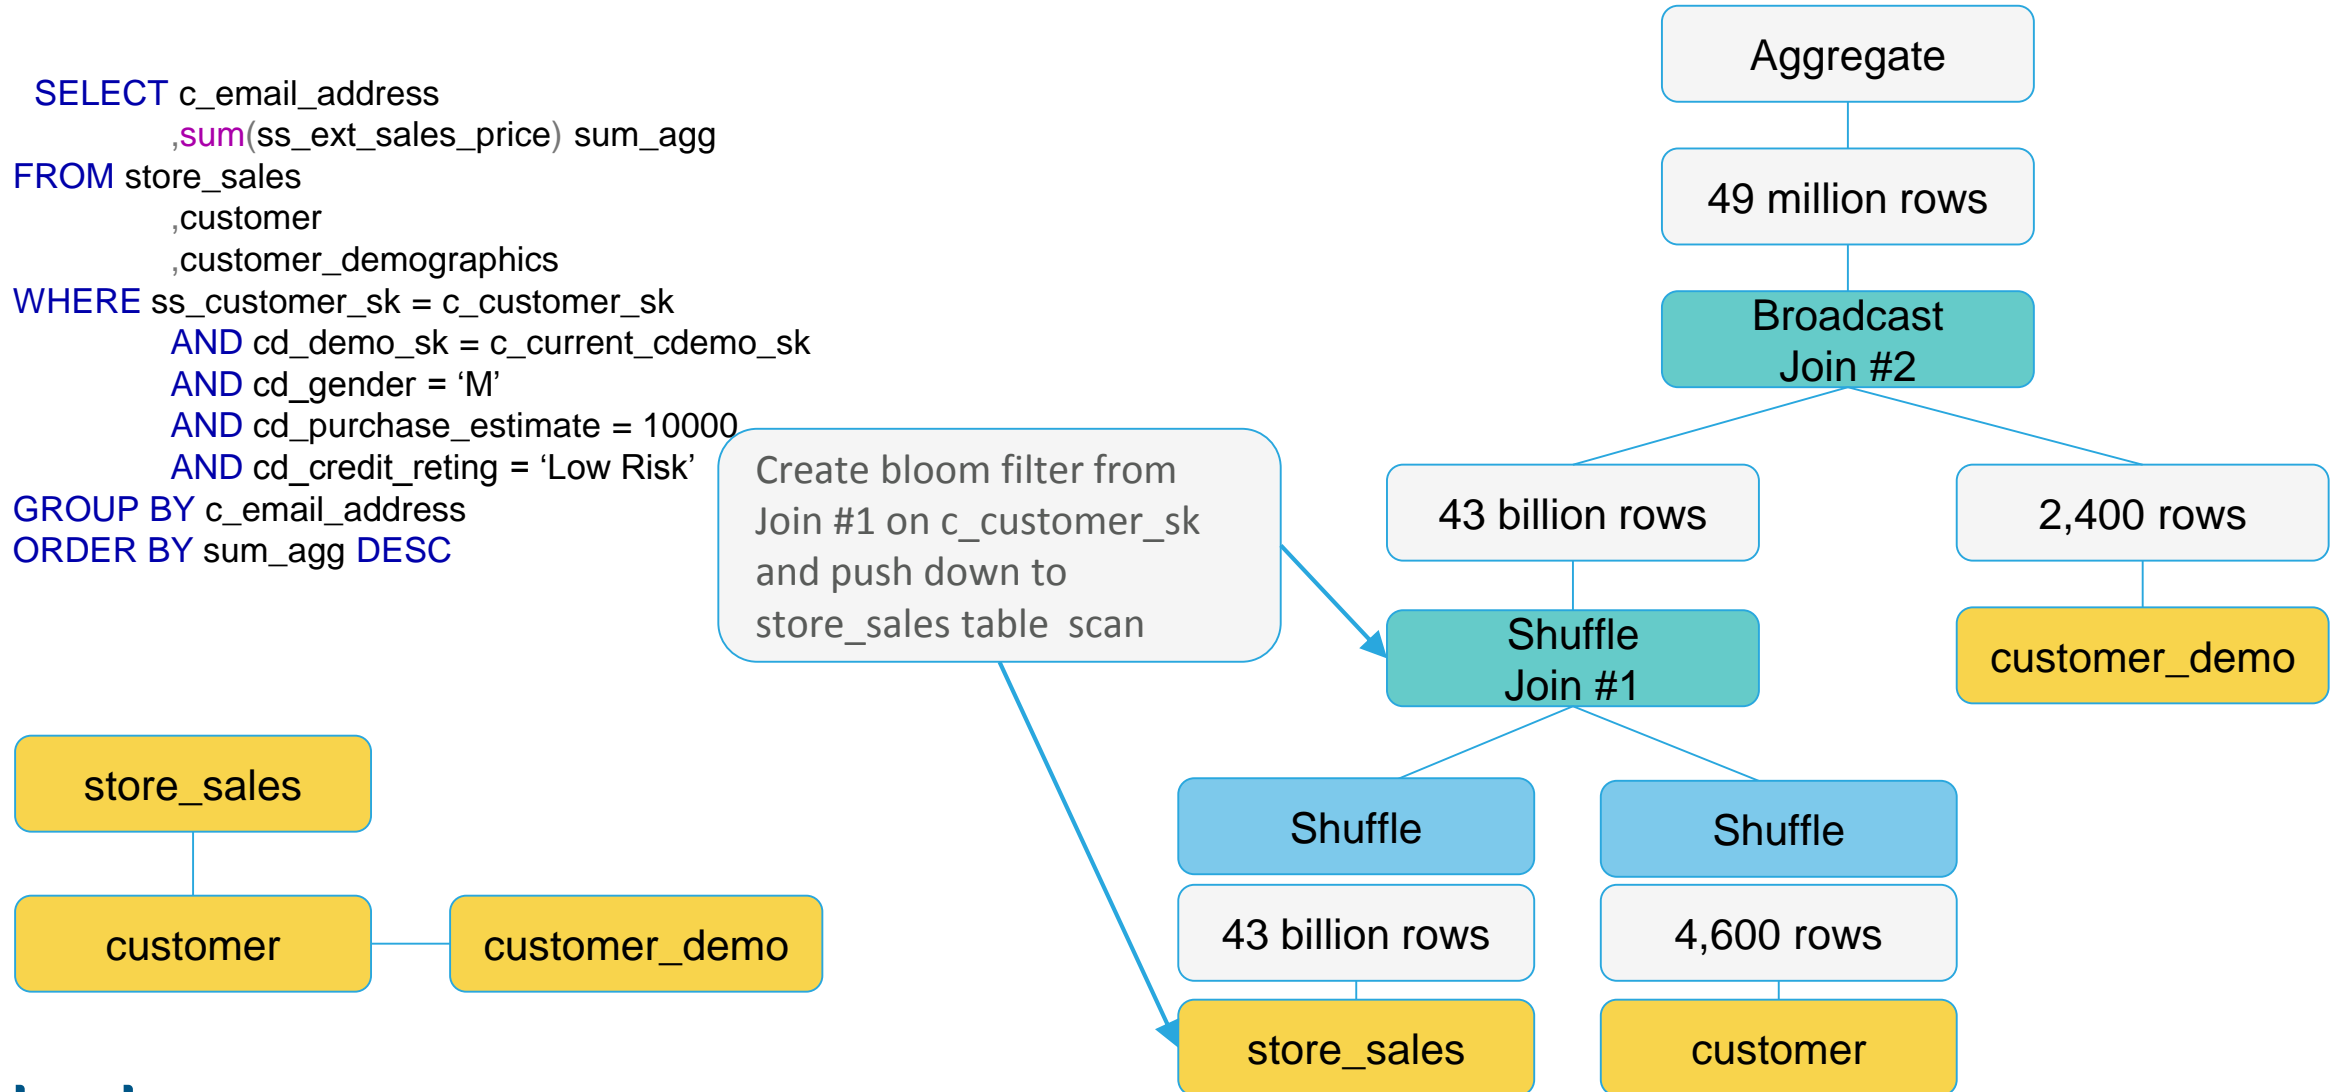 SELECT c_email_address
,sum(ss_ext_sales_price) sum_agg
FROM store_sales
,customer
,customer_demographics
WHERE ss_customer_sk = c_customer_sk
AND cd_demo_sk = c_current_cdemo_sk
AND cd_gender = ‘M’
AND cd_purchase_estimate = 10000
AND cd_credit_reting = ‘Low Risk’
GROUP BY c_email_address
ORDER BY sum_agg DESC
Create bloom filter from
Join #1 on c_customer_sk
and push down to
store_sales table scan
Aggregate
49 million rows
Broadcast
Join #2
43 billion rows
2,400 rows
Shuffle
Join #1
customer_demo
Shuffle
Shuffle
43 billion rows
4,600 rows
store_sales
customer
store_sales
customer
customer_demo